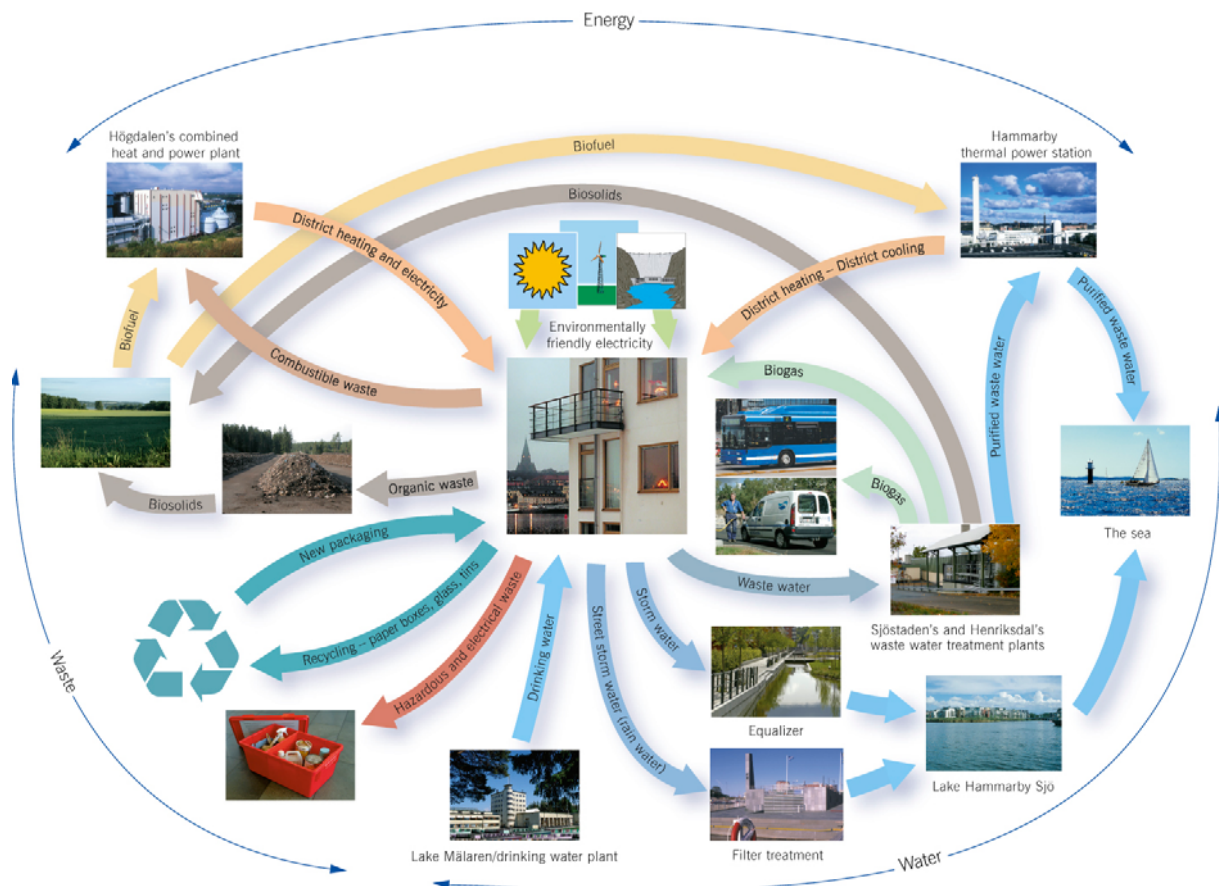 Energy
Högdalen's combined
heat and power plant
Hammarby
thermal power station
Biofuel
Biosolids
District heating and electricity
District heating – District cooling
Environmentally
friendly electricity
Biofuel
Combustible waste
Biogas
Purified waste water
Purified waste water
Organic waste
Biosolids
Biogas
The sea
New packaging
Waste water
Recycling – paper boxes, glass, tins
Hazardous and electrical waste
Drinking water
Street storm water (rain water)
Storm water
Sjöstaden's and Henriksdal's
waste water treatment plants
Waste
Equalizer
Lake Hammarby Sjö
Lake Mälaren/drinking water plant
Filter treatment
Water